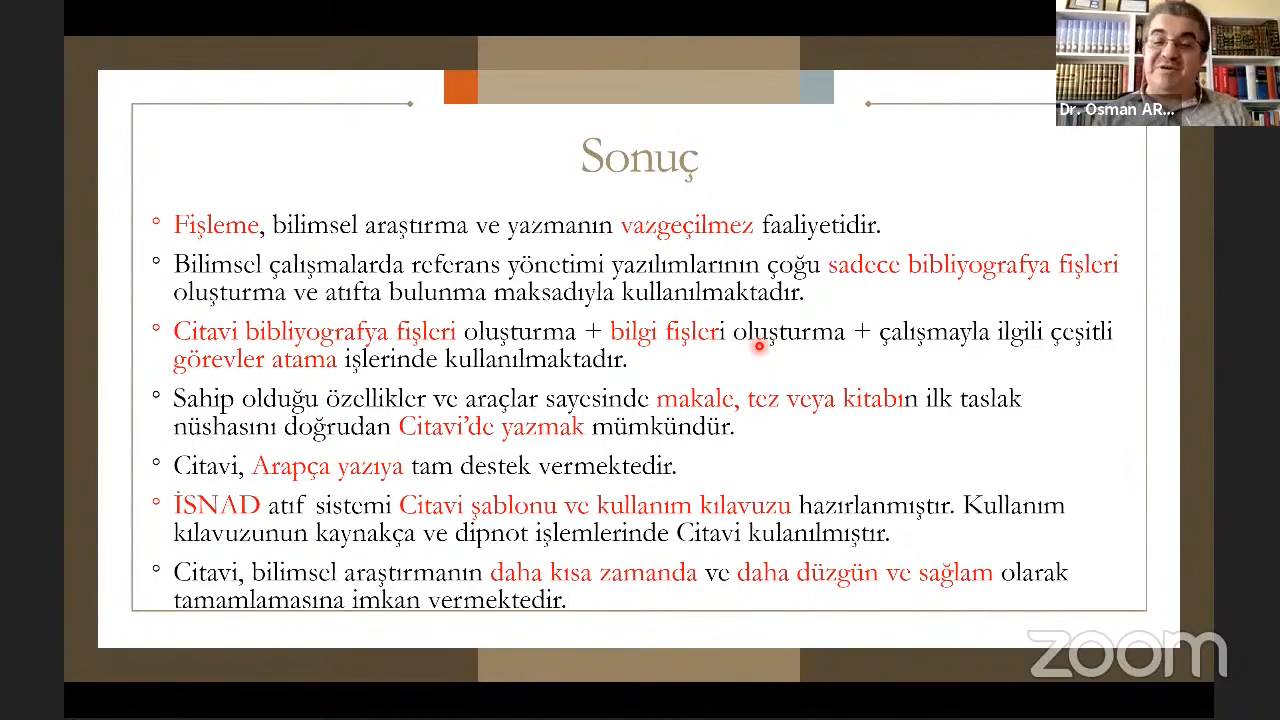 Dr. Osman AR...
Sonuç
Fişleme, bilimsel araştırma ve yazmanın vazgeçilmez faaliyetidir.
Bilimsel çalışmalarda referans yönetimi yazılımlarının çoğu sadece bibliyografya fişleri
oluşturma ve atıfta bulunma maksadıyla kullanılmaktadır.
Citavi bibliyografya fişleri oluşturma + bilgi fişleri oluşturma + çalışmayla ilgili çeşitli
görevler atama işlerinde kullanılmaktadır.
Sahip olduğu özellikler ve araçlar sayesinde makale, tez veya kitabın ilk taslak
nüshasını doğrudan Citavi’de yazmak mümkündür.
Citavi, Arapça yazıya tam destek vermektedir.
İSNAD atıf sistemi Citavi şablonu ve kullanım kılavuzu hazırlanmıştır. Kullanım
kılavuzunun kaynakça ve dipnot işlemlerinde Citavi kulanılmıştır.
Citavi, bilimsel araştırmanın daha kısa zamanda ve daha düzgün ve sağlam olarak
tamamlamasına imkan vermektedir.
zoom